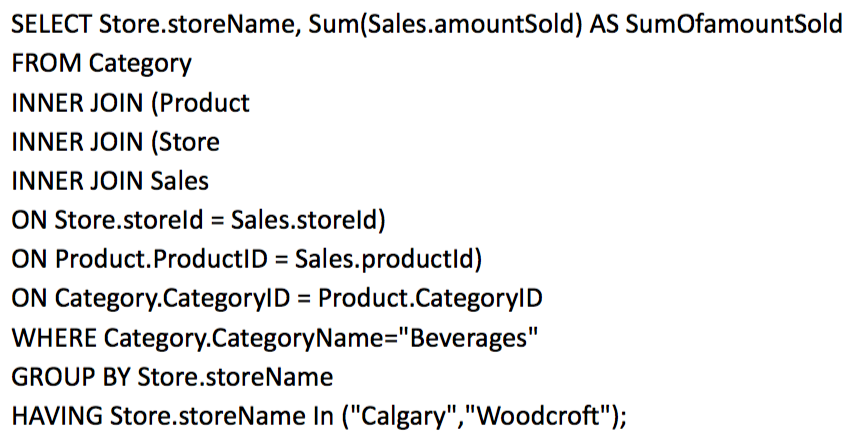 SELECT Store.storeName, Sum(Sales.amountSold) AS SumOfamountSold
FROM Category
INNER JOIN (Product
INNER JOIN (Store
INNER JOIN Sales
ON Store.storeId = Sales.storeId)
ON Product.ProductID = Sales.productId)
ON Category.CategoryID = Product.CategoryID
WHERE Category.CategoryName="Beverages"
GROUP BY Store.storeName
HAVING Store.storeName In ("Calgary","Woodcroft");